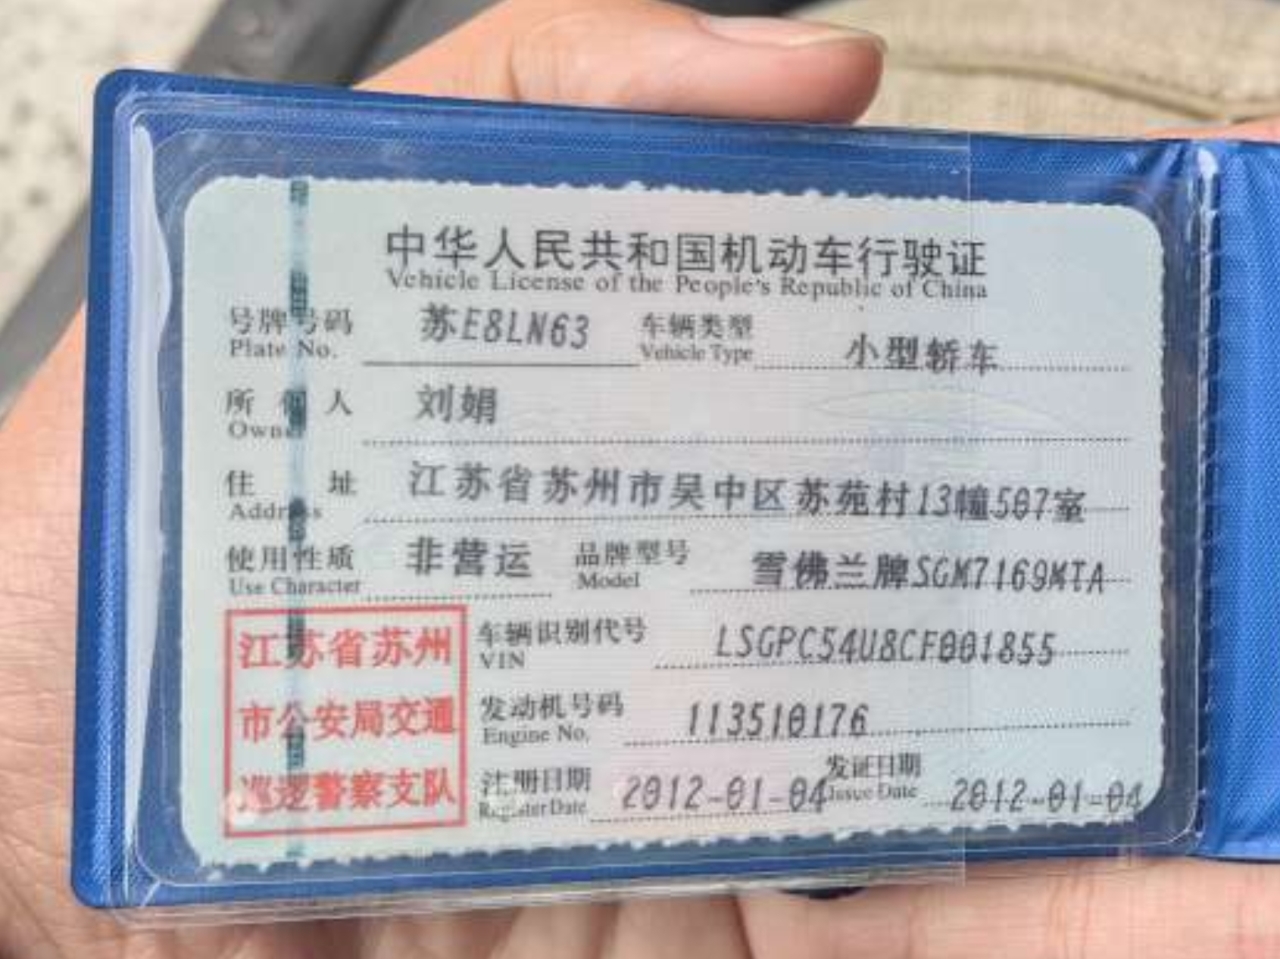 中华人民共和国机动车行驶证
Vehicle License of the People's Republic of China
号牌号码 苏E8LN63 车辆类型 小型轿车
Plate No. Vehicle Type
所有人 刘娟
Owner
住址 江苏省苏州市吴中区苏苑村13幢507室
Address
使用性质 非营运 品牌型号 雪佛兰牌SGM7169MTA
Use Character Model
江苏省苏州
市公安局交通
巡逻警察支队
车辆识别代号 LSGPC54U8CF001855
VIN
发动机号码 113510176
Engine No.
注册日期 2012-01-04 发证日期 2012-01-04
Register Date Issue Date